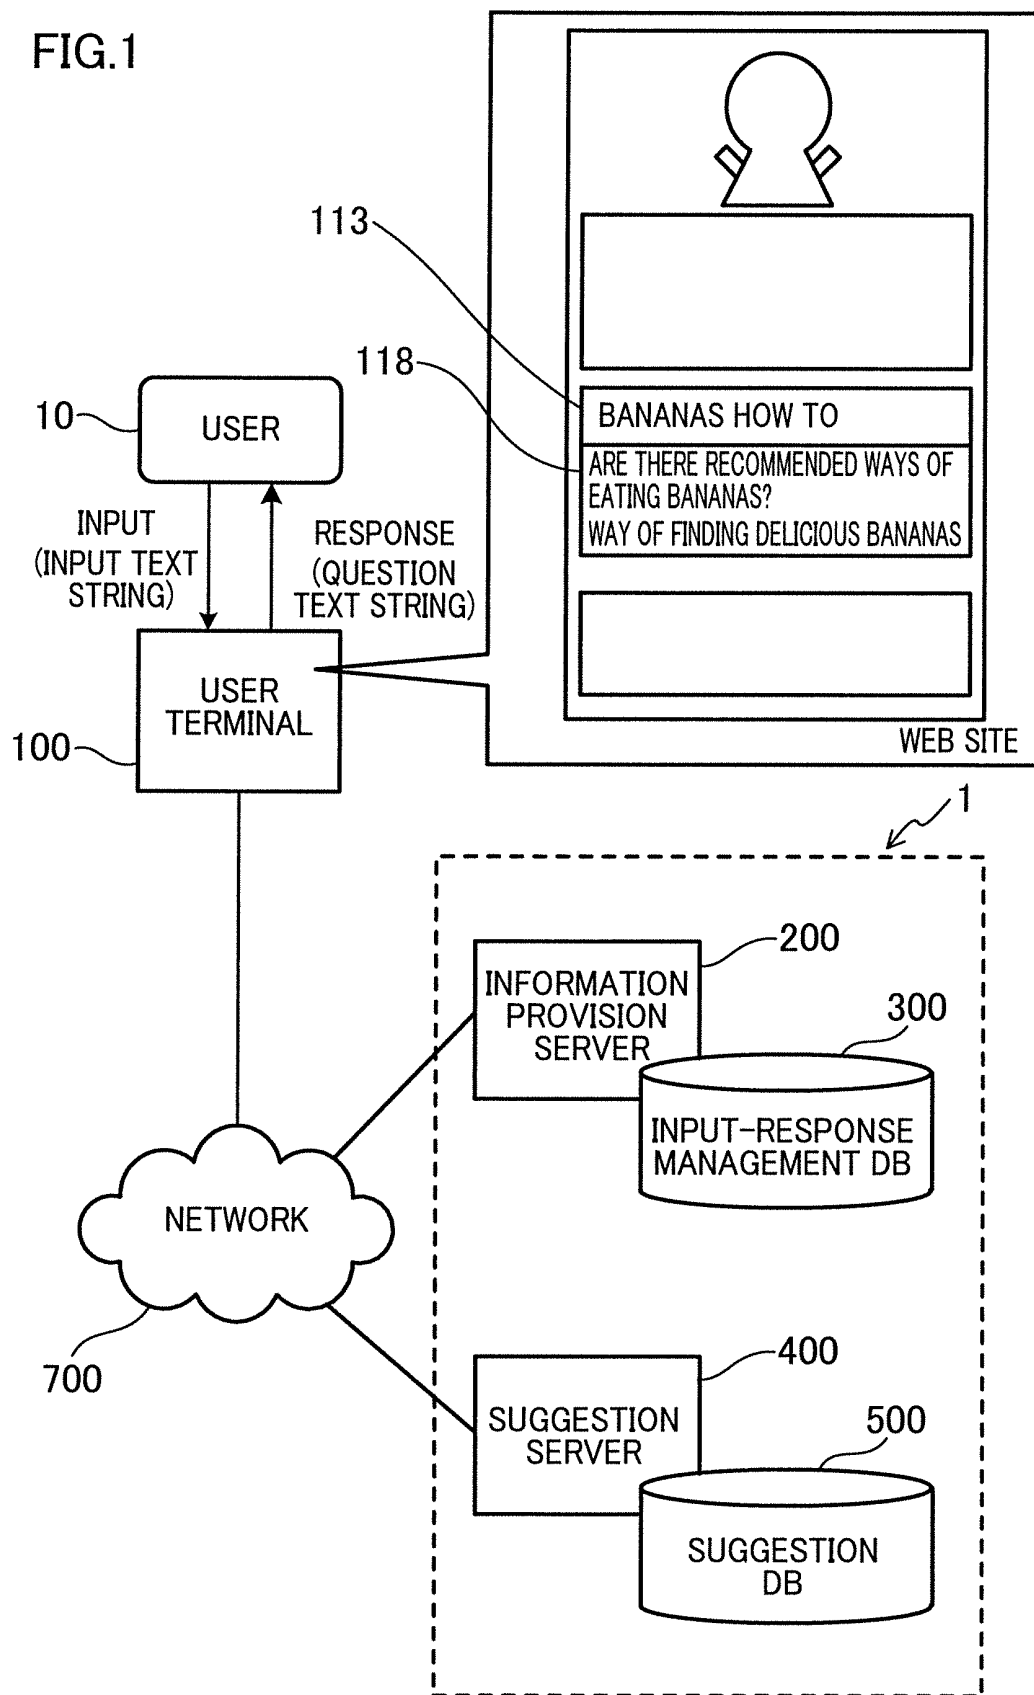 FIG.1
113
118
BANANAS HOW TO
ARE THERE RECOMMENDED WAYS OF
EATING BANANAS?
WAY OF FINDING DELICIOUS BANANAS
WEB SITE
10
USER
INPUT
(INPUT TEXT
STRING)
RESPONSE
(QUESTION
TEXT STRING)
USER
TERMINAL
100
1
200
INFORMATION
PROVISION
SERVER
300
INPUT-RESPONSE
MANAGEMENT DB
NETWORK
700
400
SUGGESTION
SERVER
500
SUGGESTION
DB